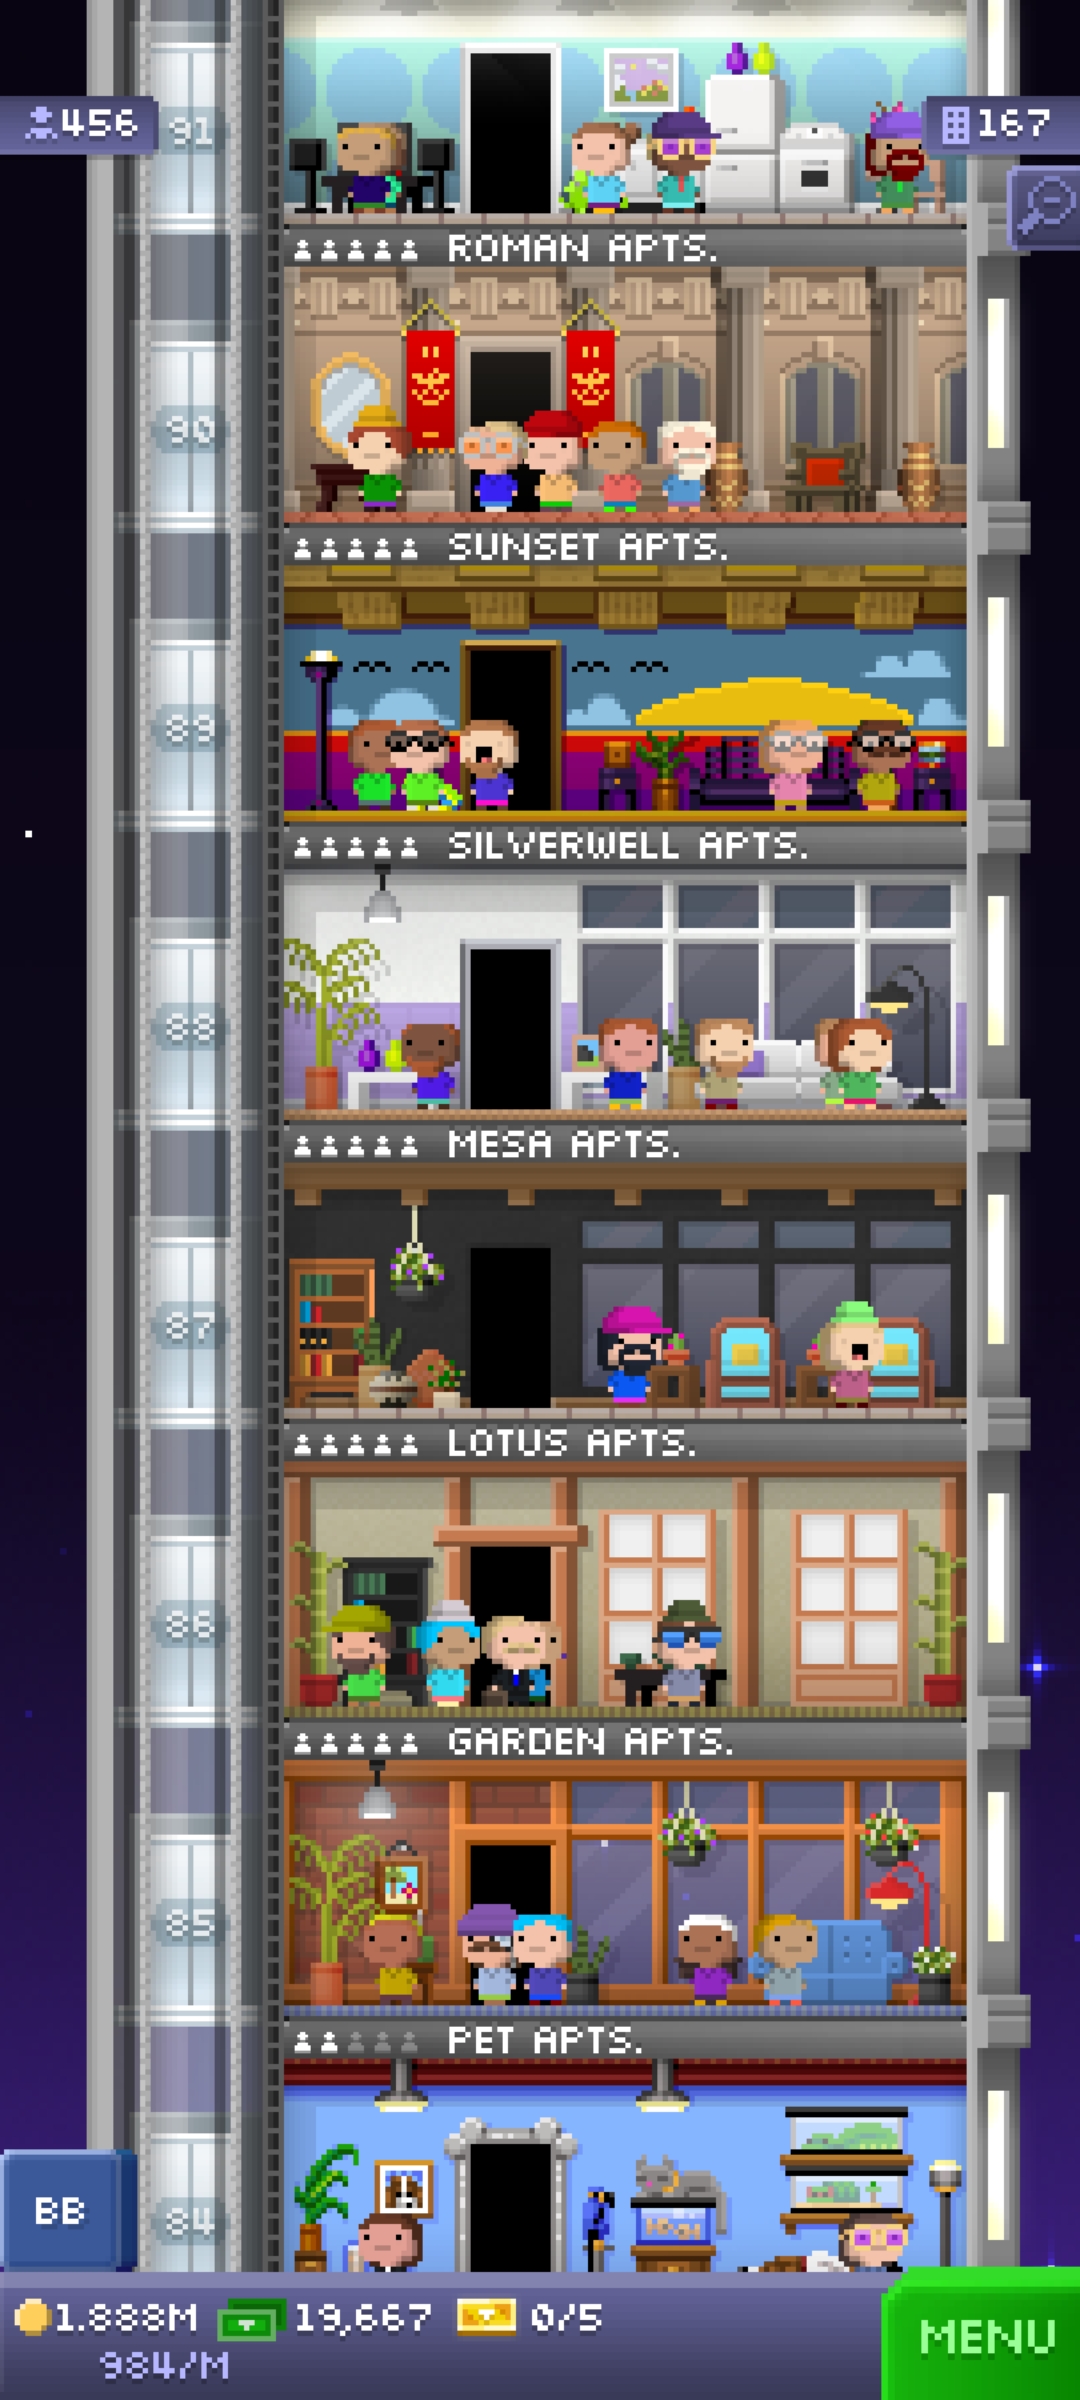 456
91
167
ROMAN APTS.
90
SUNSET APTS.
89
SILVERWELL APTS.
88
MESA APTS.
87
LOTUS APTS.
86
GARDEN APTS.
85
PET APTS.
84
BB
1.888M 19,667 0/5
984/M
MENU